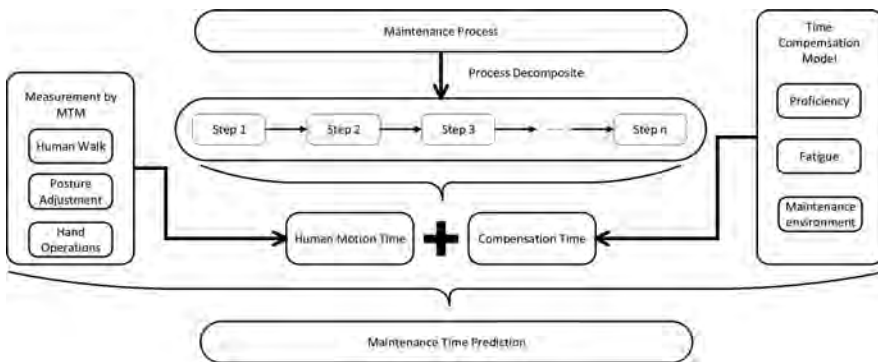 Maintenance Process
Process Decomposite
Measurement by
MTM
Human Walk
Posture
Adjustment
Hand
Operations
Step 1
Step 2
Step 3
Step n
Time
Compensation
Model
Proficiency
Fatigue
Maintenance
environment
Human Motion Time
Compensation Time
Maintenance Time Prediction